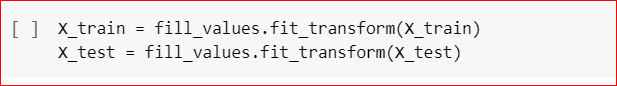 [ ] X_train = fill_values.fit_transform(X_train)
X_test = fill_values.fit_transform(X_test)